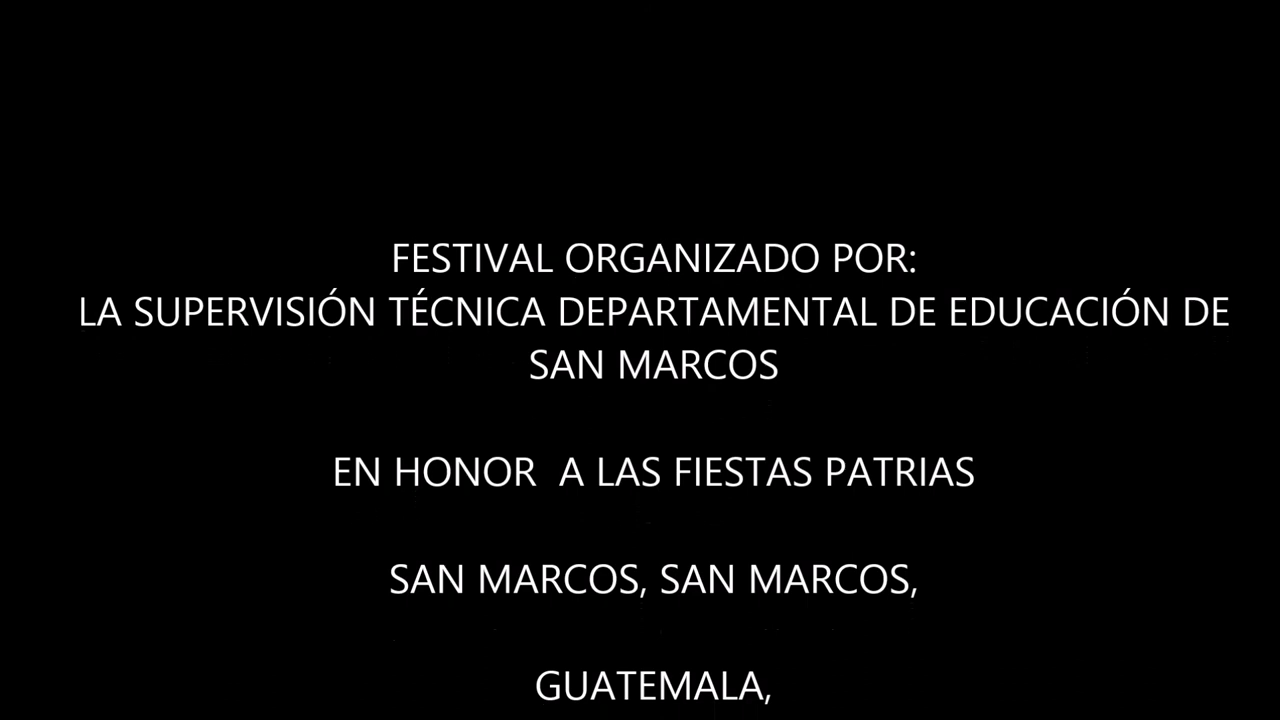 FESTIVAL ORGANIZADO POR:
LA SUPERVISIÓN TÉCNICA DEPARTAMENTAL DE EDUCACIÓN DE
SAN MARCOS
EN HONOR  A LAS FIESTAS PATRIAS
SAN MARCOS, SAN MARCOS,
GUATEMALA,